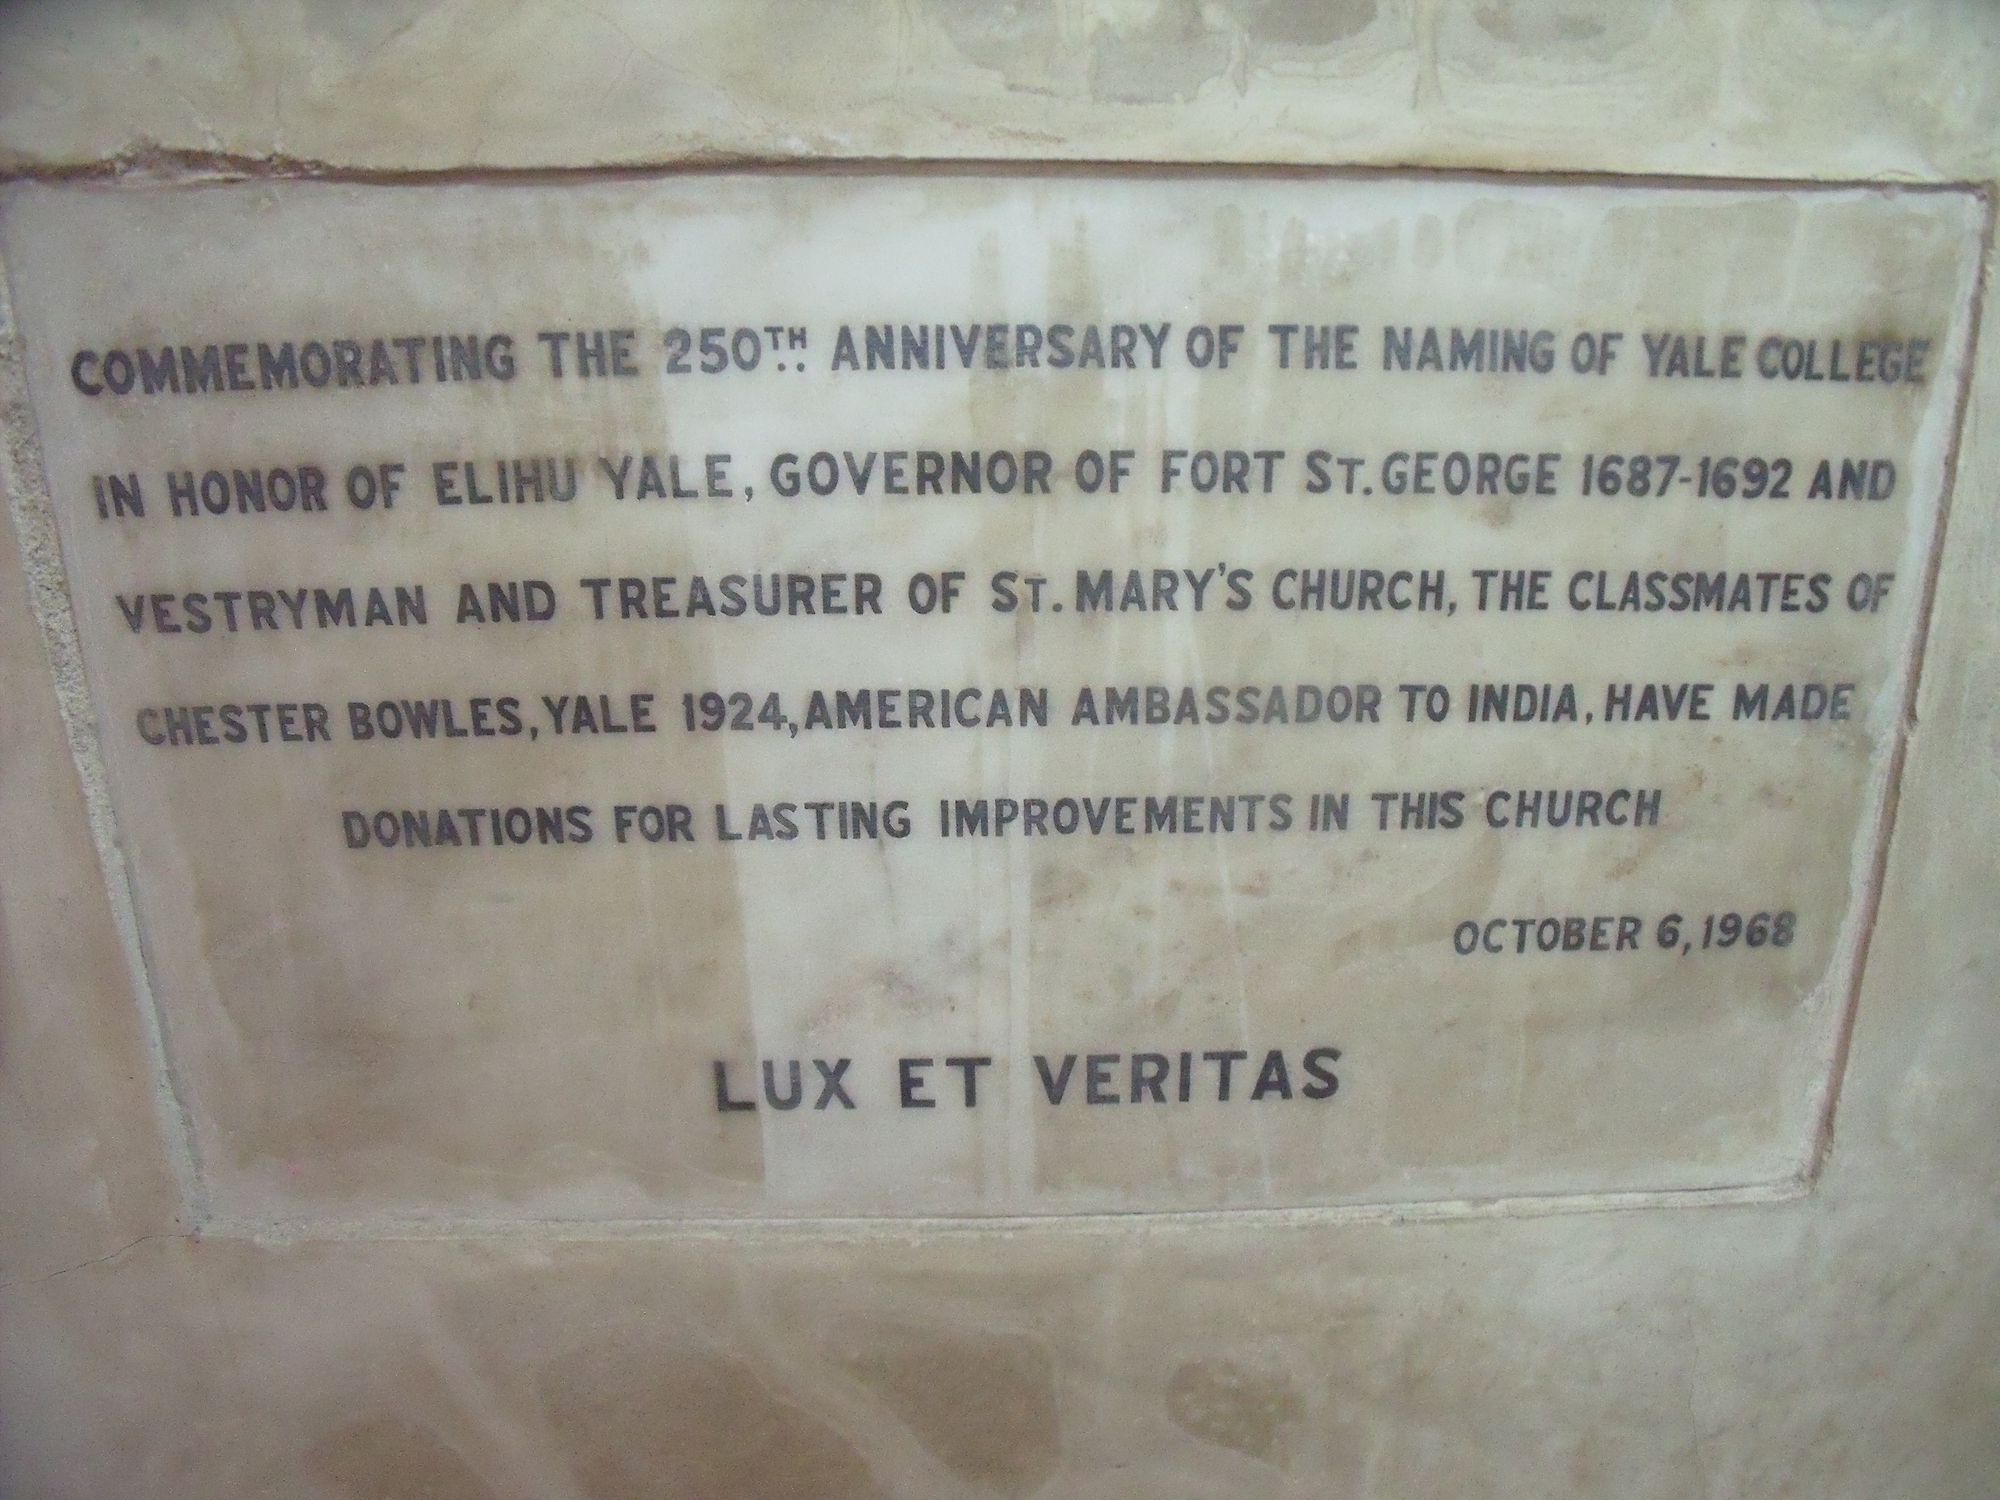 COMMEMORATING THE 250TH. ANNIVERSARY OF THE NAMING OF YALE COLLEGE
IN HONOR OF ELIHU YALE, GOVERNOR OF FORT ST. GEORGE 1687-1692 AND
VESTRYMAN AND TREASURER OF ST. MARY'S CHURCH, THE CLASSMATES OF
CHESTER BOWLES, YALE 1924, AMERICAN AMBASSADOR TO INDIA, HAVE MADE
DONATIONS FOR LASTING IMPROVEMENTS IN THIS CHURCH
OCTOBER 6, 1968
LUX ET VERITAS